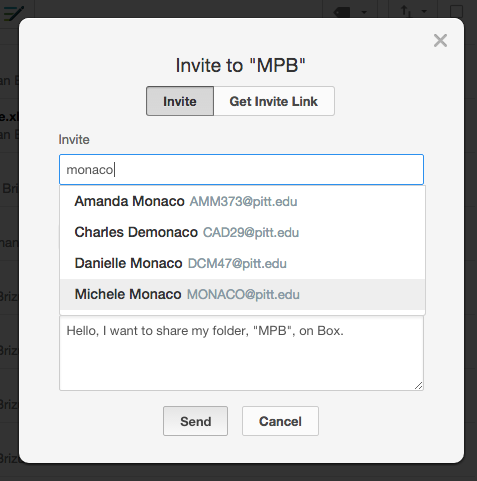 Invite to "MPB"
Invite
Get Invite Link
Invite
monaco
Amanda Monaco AMM373@pitt.edu
Charles Demonaco CAD29@pitt.edu
Danielle Monaco DCM47@pitt.edu
Michele Monaco MONACO@pitt.edu
Hello, I want to share my folder, "MPB", on Box.
Send
Cancel